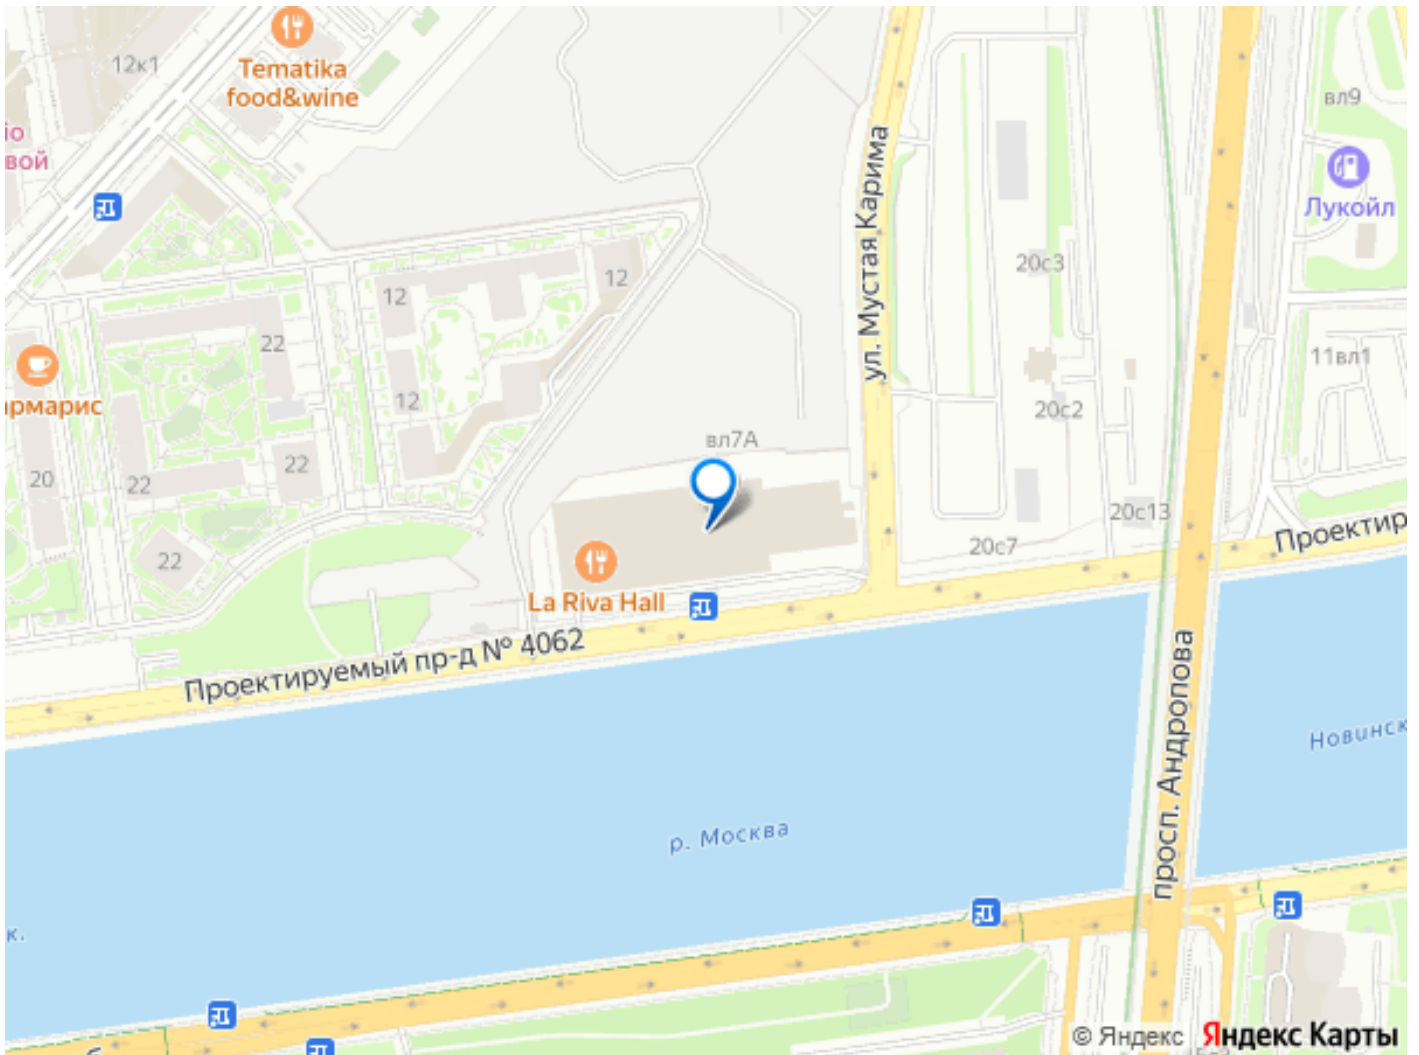 12к1
Tematika
food&wine
вл9
вой
Лукойл
ул. Мустая Карима
20с3
12
12
22
11вл1
армарис
12
20с2
вл7А
20
22
22
20с13
22
20с7
Проектир
La Riva Hall
Проектируемый пр-д № 4062
просп. Андропова
Новинск
р. Москва
к.
© Яндекс Яндекс Карты